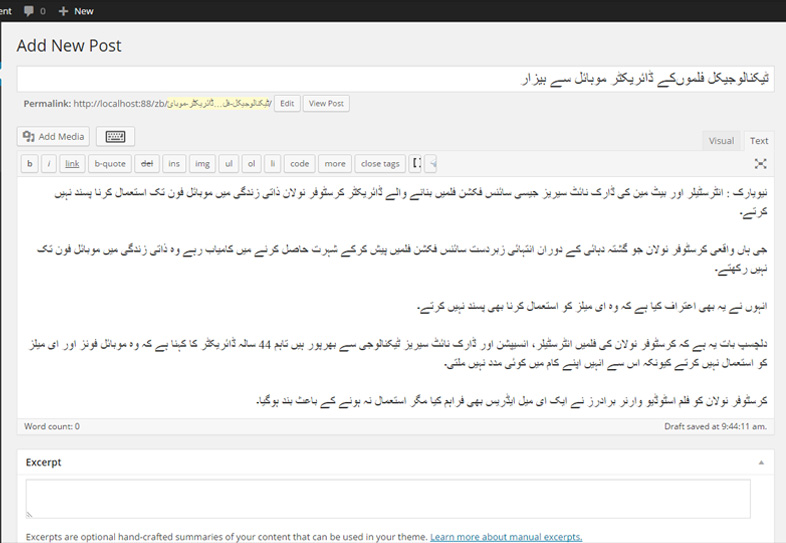 ent 0 + New
Add New Post
ٹیکنالوجیکل فلموں‌کے ڈائریکٹر موبائل سے بیزار
Permalink: http://localhost:88/zb/ٹیکنالوجیکل-فل...ڈائریکٹر-موبائ/ Edit View Post
Add Media
Visual Text
b i link b-quote del ins img ul ol li code more close tags
نیویارک : انٹرسٹیلر اور بیٹ مین کی ڈارک نائٹ سیریز جیسی سائنس فکشن فلمیں بنانے والے ڈائریکٹر کرسٹوفر نولان ذاتی زندگی میں موبائل فون تک استعمال کرنا پسند نہیں
کرتے۔
جی ہاں واقعی کرسٹوفر نولان جو گشتہ دہائی کے دوران انتہائی زبردست سائنس فکشن فلمیں پیش کرکے شہرت حاصل کرنے میں کامیاب رہے وہ ذاتی زندگی میں موبائل فون تک
نہیں رکھتے۔
انہوں نے یہ بھی اعتراف کیا ہے کہ وہ ای میلز کو استعمال کرنا بھی پسند نہیں کرتے۔
دلچسپ بات یہ ہے کہ کرسٹوفر نولان کی فلمیں انٹرسٹیلر، انسیپشن اور ڈارک نائٹ سیریز ٹیکنالوجی سے بھرپور ہیں تاہم 44 سالہ ڈائریکٹر کا کہنا ہے کہ وہ موبائل فونز اور ای میلز
کو استعمال نہیں کرتے کیونکہ اس سے انہیں اپنے کام میں کوئی مدد نہیں ملتی۔
کرسٹوفر نولان کو فلم اسٹوڈیو وارنر برادرز نے ایک ای میل ایڈریس بھی فراہم کیا مگر استعمال نہ ہونے کے باعث بند ہوگیا۔
Word count: 0 Draft saved at 9:44:11 am.
Excerpt
Excerpts are optional hand-crafted summaries of your content that can be used in your theme. Learn more about manual excerpts.